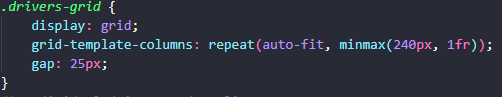 .drivers-grid {
    display: grid;
    grid-template-columns: repeat(auto-fit, minmax(240px, 1fr));
    gap: 25px;
}